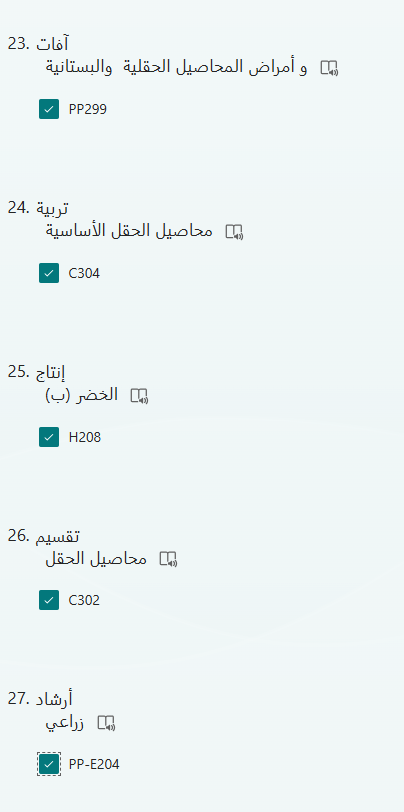 23. آفات
و أمراض المحاصيل الحقلية والبستانية
PP299
24. تربية
محاصيل الحقل الأساسية
C304
25. إنتاج
الخضر (ب)
H208
26. تقسيم
محاصيل الحقل
C302
27. أرشاد
زراعي
PP-E204